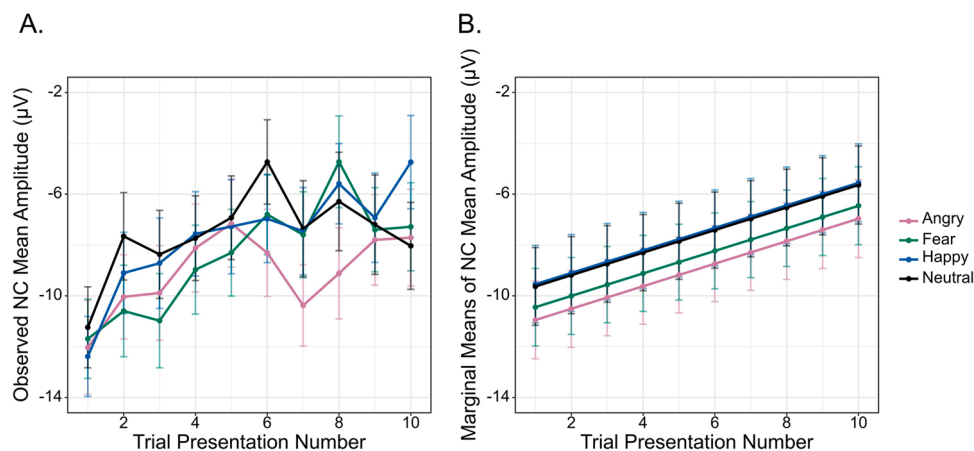 A.
Observed NC Mean Amplitude (µV)
-2
-6
-10
-14
2
4
6
8
10
Trial Presentation Number
B.
Marginal Means of NC Mean Amplitude (µV)
-2
-6
-10
-14
2
4
6
8
10
Trial Presentation Number
Angry
Fear
Happy
Neutral